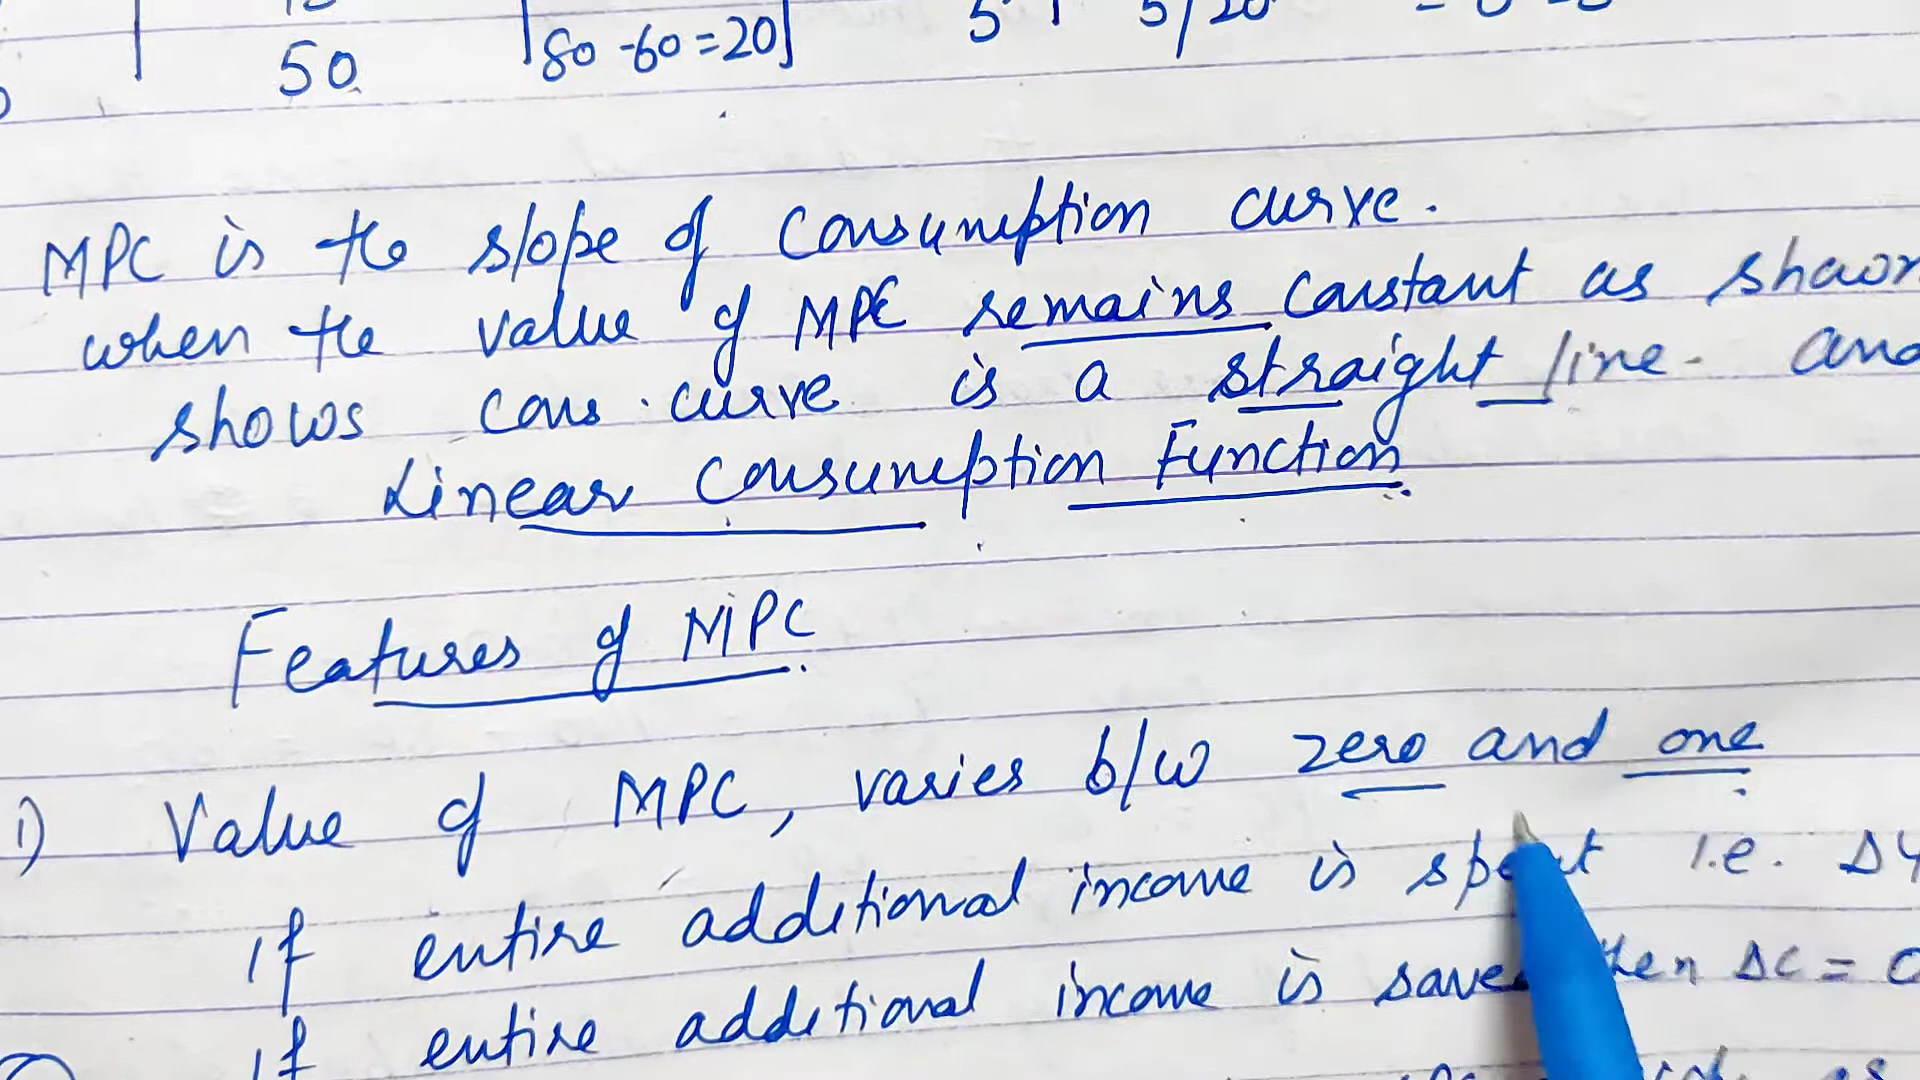 50 80 - 60 = 20 5 5/20
MPC is the slope of Consumption curve.
when the value of MPC remains constant as shown
shows cons. curve is a straight line. and
Linear Consumption Function.
Features of MPC
1) Value of MPC, varies b/w zero and one
If entire additional income is spent i.e. ΔY
If entire additional income is saved then ΔC = 0